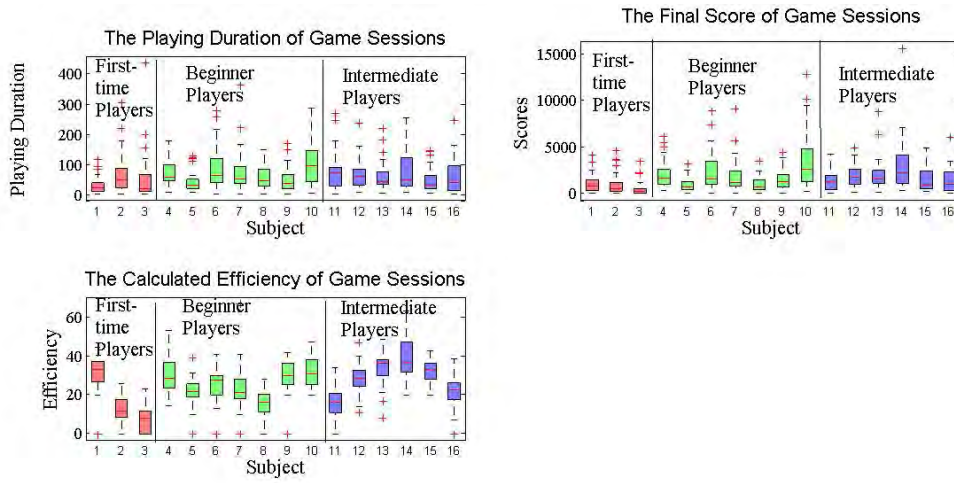 The Playing Duration of Game Sessions
Playing Duration
400
300
200
100
0
First-
time
Players
Beginner
Players
Intermediate
Players
1 2 3 4 5 6 7 8 9 10 11 12 13 14 15 16
Subject
The Final Score of Game Sessions
Scores
15000
10000
5000
0
First-
time
Players
Beginner
Players
Intermediate
Players
1 2 3 4 5 6 7 8 9 10 11 12 13 14 15 16
Subject
The Calculated Efficiency of Game Sessions
Efficiency
60
40
20
0
First-
time
Players
Beginner
Players
Intermediate
Players
1 2 3 4 5 6 7 8 9 10 11 12 13 14 15 16
Subject